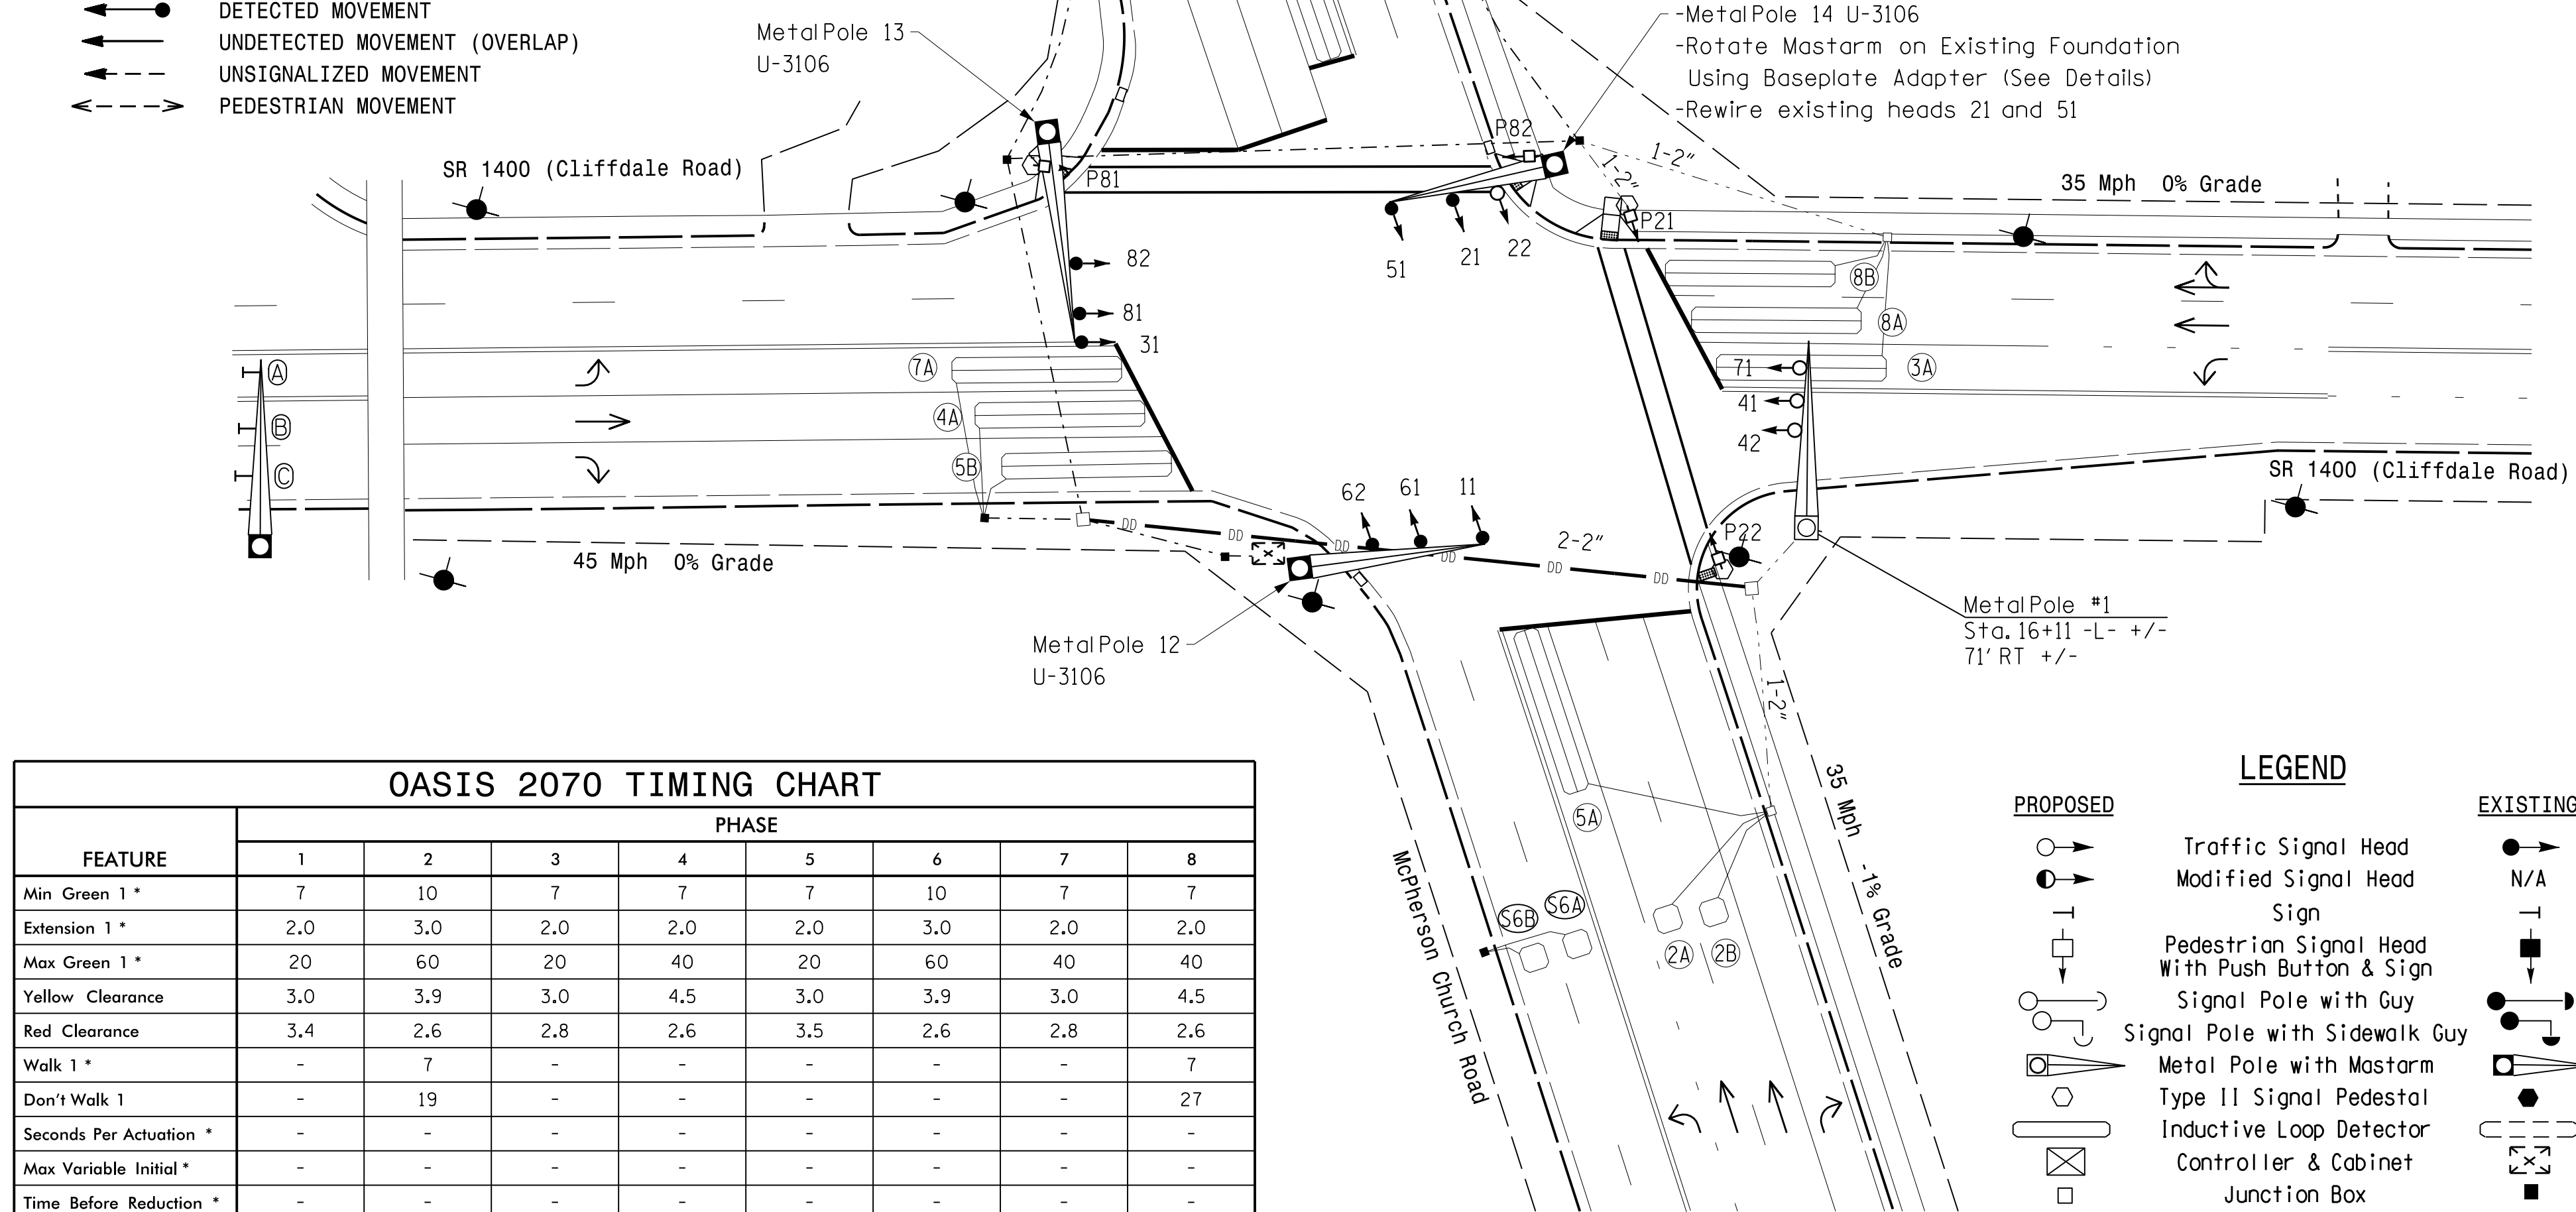 DETECTED MOVEMENT
UNDETECTED MOVEMENT (OVERLAP)
UNSIGNALIZED MOVEMENT
PEDESTRIAN MOVEMENT
Metal Pole 13
U-3106
-Metal Pole 14 U-3106
-Rotate Mastarm on Existing Foundation
Using Baseplate Adapter (See Details)
-Rewire existing heads 21 and 51
SR 1400 (Cliffdale Road)
P81
P82
1-2"
1-2"
P21
35 Mph 0% Grade
82
81
31
51
21
22
8B
8A
3A
71
41
42
A
B
C
7A
4A
5B
62
61
11
DD
DD
DD
DD
DD
DD
2-2"
P22
SR 1400 (Cliffdale Road)
45 Mph 0% Grade
Metal Pole 12
U-3106
Metal Pole #1
Sta. 16+11 -L- +/-
71' RT +/-
1-2"
35 Mph -1% Grade
McPherson Church Road
5A
S6B
S6A
2A
2B
OASIS 2070 TIMING CHART
FEATURE
PHASE
1 2 3 4 5 6 7 8
Min Green 1 * 7 10 7 7 7 10 7 7
Extension 1 * 2.0 3.0 2.0 2.0 2.0 3.0 2.0 2.0
Max Green 1 * 20 60 20 40 20 60 40 40
Yellow Clearance 3.0 3.9 3.0 4.5 3.0 3.9 3.0 4.5
Red Clearance 3.4 2.6 2.8 2.6 3.5 2.6 2.8 2.6
Walk 1 * - 7 - - - - - 7
Don't Walk 1 - 19 - - - - - 27
Seconds Per Actuation * - - - - - - - -
Max Variable Initial * - - - - - - - -
Time Before Reduction * - - - - - - - -
LEGEND
PROPOSED
EXISTING
Traffic Signal Head
Modified Signal Head N/A
Sign
Pedestrian Signal Head
With Push Button & Sign
Signal Pole with Guy
Signal Pole with Sidewalk Guy
Metal Pole with Mastarm
Type II Signal Pedestal
Inductive Loop Detector
Controller & Cabinet
Junction Box